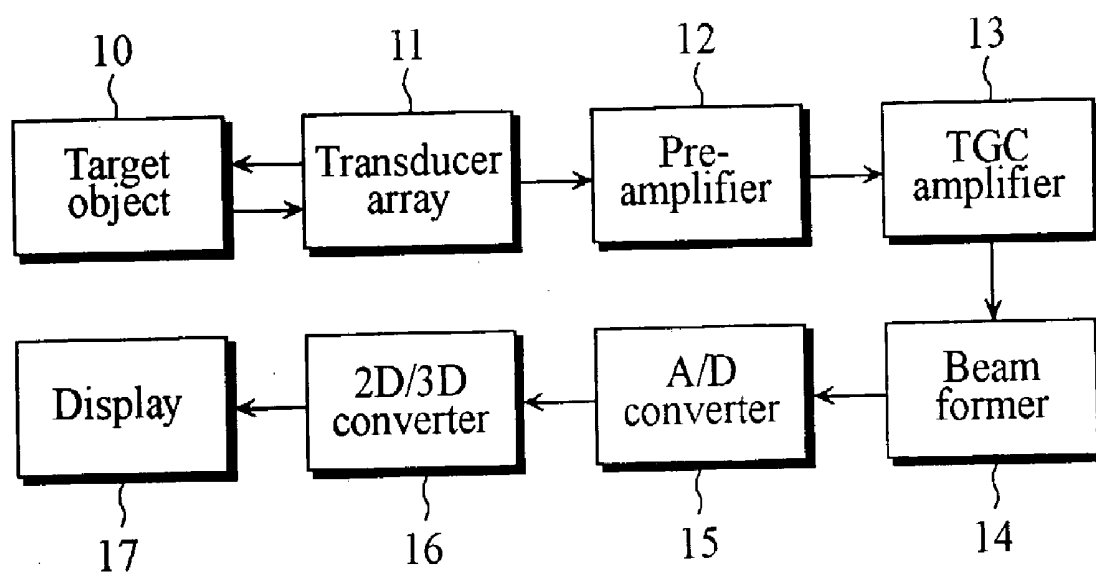 10
11
12
13
Target
object
Transducer
array
Pre-
amplifier
TGC
amplifier
Display
2D/3D
converter
A/D
converter
Beam
former
17
16
15
14